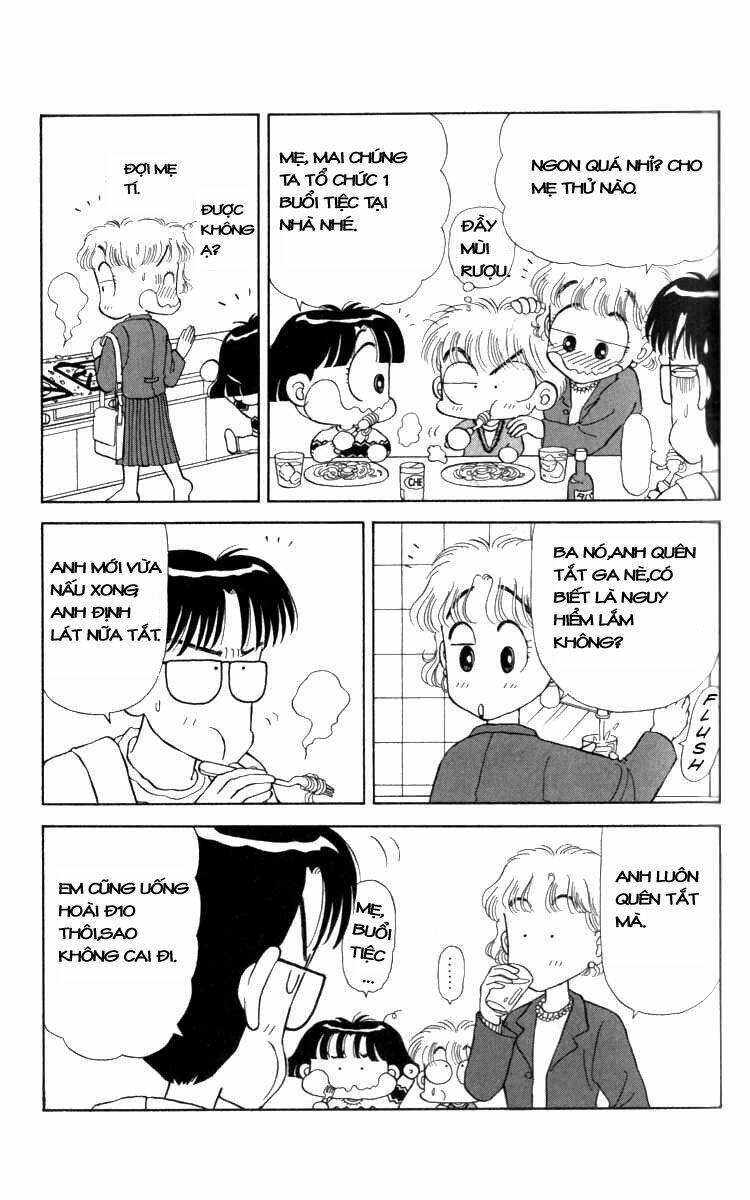 NGON QUÁ NHỈ? CHO
MẸ THỬ NÀO.
ĐẦY
MÙI
RƯỢU.
MẸ, MAI CHÚNG
TA TỔ CHỨC 1
BUỔI TIỆC TẠI
NHÀ NHÉ.
ĐƯỢC
KHÔNG
Ạ?
ĐỢI MẸ
TÍ.
CHE
BA NÓ,ANH QUÊN
TẮT GA NÈ,CÓ
BIẾT LÀ NGUY
HIỂM LẮM
KHÔNG?
FLUSH
ANH MỚI VỪA
NẤU XONG
ANH ĐỊNH
LÁT NỮA TẮT.
ANH LUÔN
QUÊN TẮT
MÀ.
......
MẸ,
BUỔI
TIỆC
...
EM CŨNG UỐNG
HOÀI Đ10
THÔI,SAO
KHÔNG CAI ĐI.